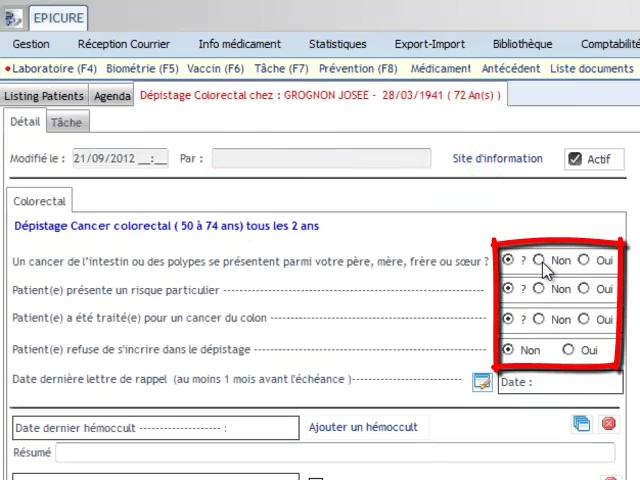 EPICURE
Gestion Réception Courrier Info médicament Statistiques Export-Import Bibliothèque Comptabilité
Laboratoire (F4) Biométrie (F5) Vaccin (F6) Tâche (F7) Prévention (F8) Médicament Antécédent Liste documents
Listing Patients Agenda Dépistage Colorectal chez : GROGNON JOSEE - 28/03/1941 ( 72 An(s) )
Détail Tâche
Modifié le : 21/09/2012 __:__ Par : Site d'information Actif
Colorectal
Dépistage Cancer colorectal ( 50 à 74 ans) tous les 2 ans
Un cancer de l'intestin ou des polypes se présentent parmi votre père, mère, frère ou sœur ? ? Non Oui
Patient(e) présente un risque particulier ? Non Oui
Patient(e) a été traité(e) pour un cancer du colon ? Non Oui
Patient(e) refuse de s'incrire dans le dépistage Non Oui
Date dernière lettre de rappel (au moins 1 mois avant l'échéance ) Date :
Date dernier hémoccult -------------------- : Ajouter un hémoccult
Résumé